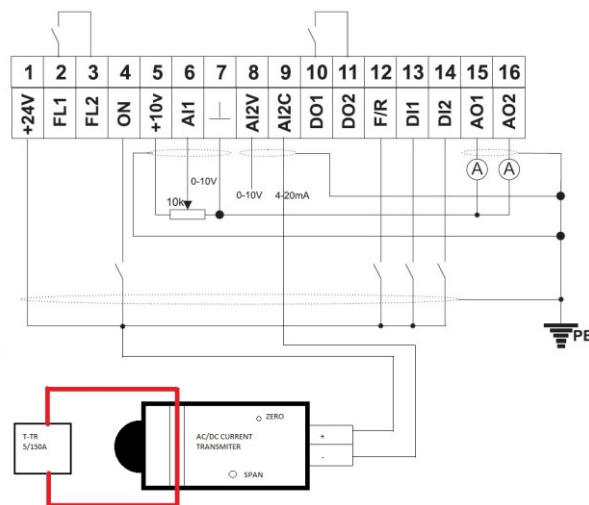 1 2 3 4 5 6 7 8 9 10 11 12 13 14 15 16
+24V FL1 FL2 ON +10v AI1 ⊥ AI2V AI2C DO1 DO2 F/R DI1 DI2 AO1 AO2
A A
0-10V
0-10V 4-20mA
10k
PE
ZERO
T-TR
5/150A
AC/DC CURRENT
TRANSMITER
+
-
SPAN